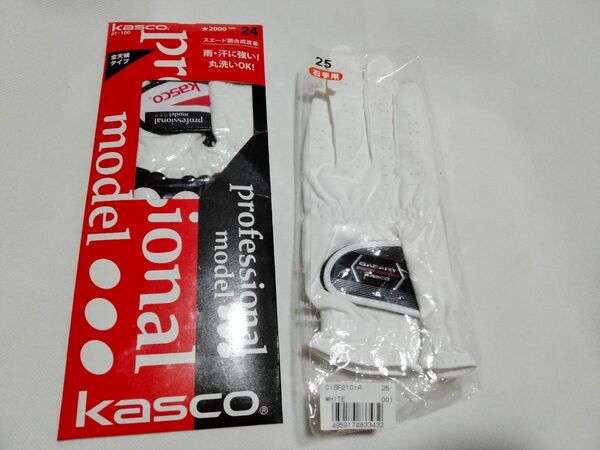 Kasco®
PT-100
★2000
24
全天候
タイプ
スエード調合成皮革
雨・汗に強い!
丸洗いOK!
professional
model
Kasco®
professional
model
professional
model
Kasco®
25
右手用
25
WHITE
001
4959174833432